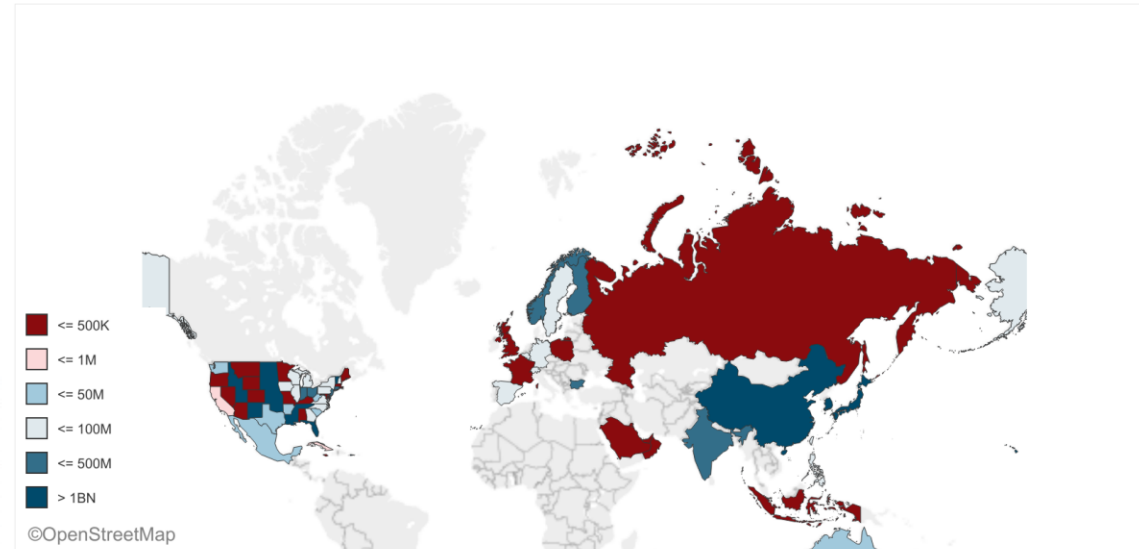 <= 500K
<= 1M
<= 50M
<= 100M
<= 500M
> 1BN
©OpenStreetMap